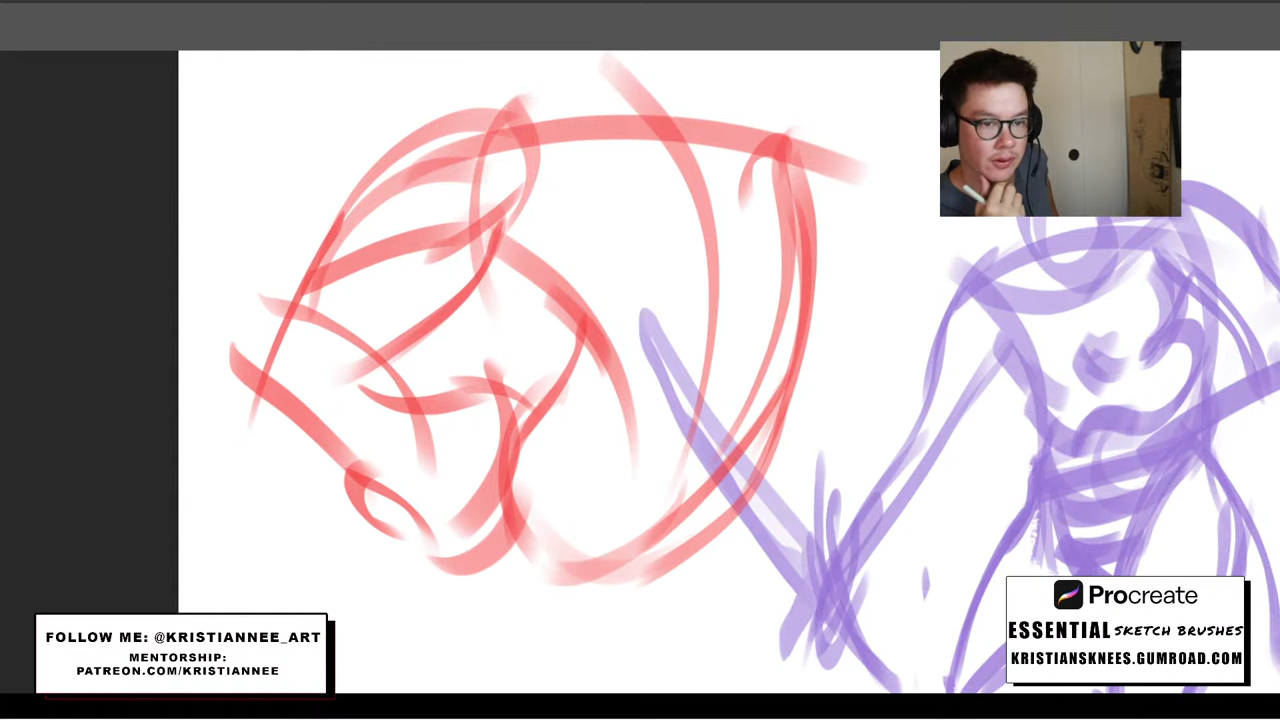 FOLLOW ME: @KRISTIANNEE_ART
MENTORSHIP:
PATREON.COM/KRISTIANNEE
Procreate
ESSENTIAL SKETCH BRUSHES
KRISTIANSKNEES.GUMROAD.COM